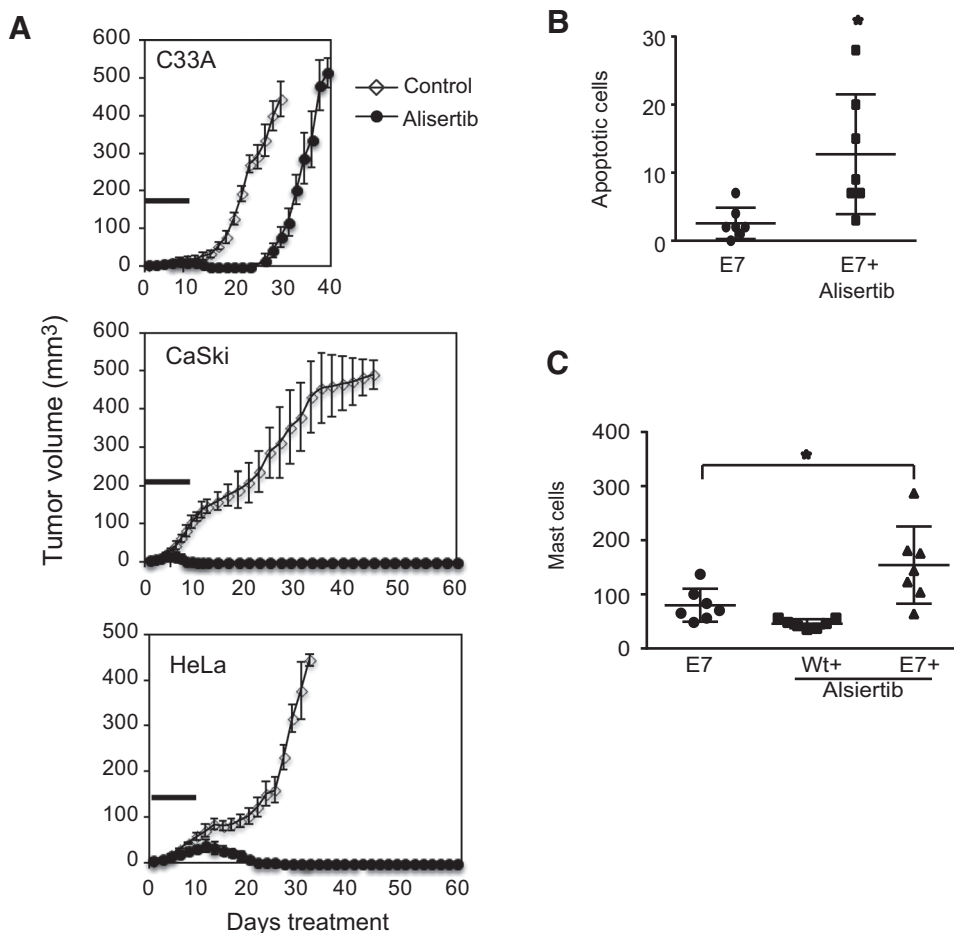 A
C33A
600
500
400
300
200
100
0
0 10 20 30 40
Control
Alisertib
Tumor volume (mm3)
CaSki
600
500
400
300
200
100
0
0 10 20 30 40 50 60
HeLa
500
400
300
200
100
0
0 10 20 30 40 50 60
Days treatment
B
*
Apoptotic cells
30
20
10
0
E7 E7+
Alisertib
C
*
Mast cells
400
300
200
100
0
E7 Wt+ E7+
Alsiertib